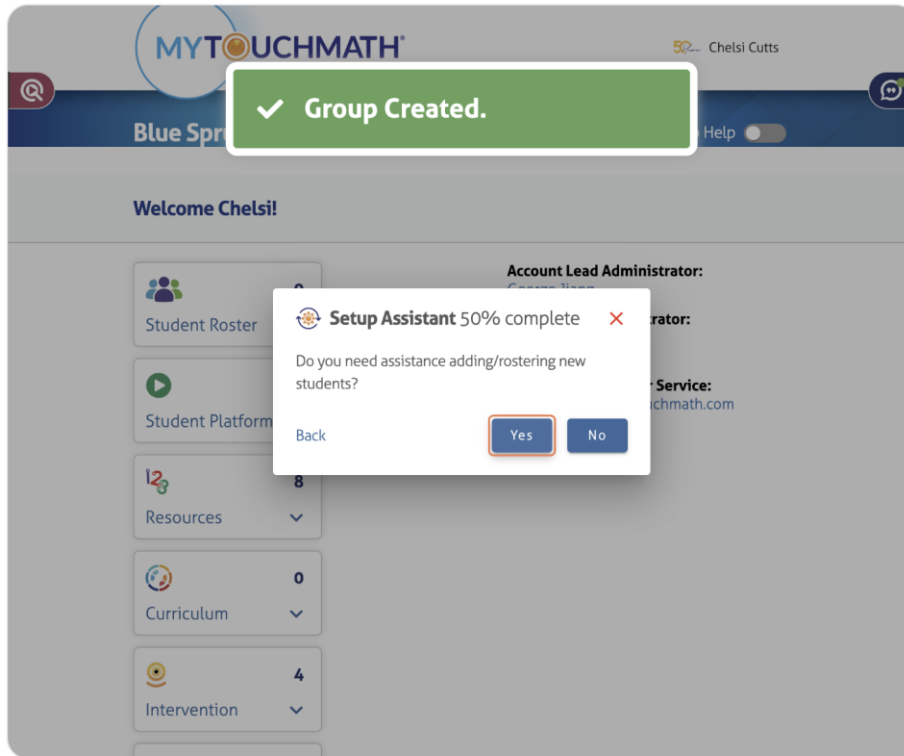 MYTOUCHMATH®
Chelsi Cutts
Group Created.
Blue Spr
Help
Welcome Chelsi!
Account Lead Administrator:
Student Roster
Setup Assistant 50% complete
rator:
Do you need assistance adding/rostering new
students?
Service:
Student Platform
uchmath.com
Back
Yes
No
123
8
Resources
0
Curriculum
4
Intervention